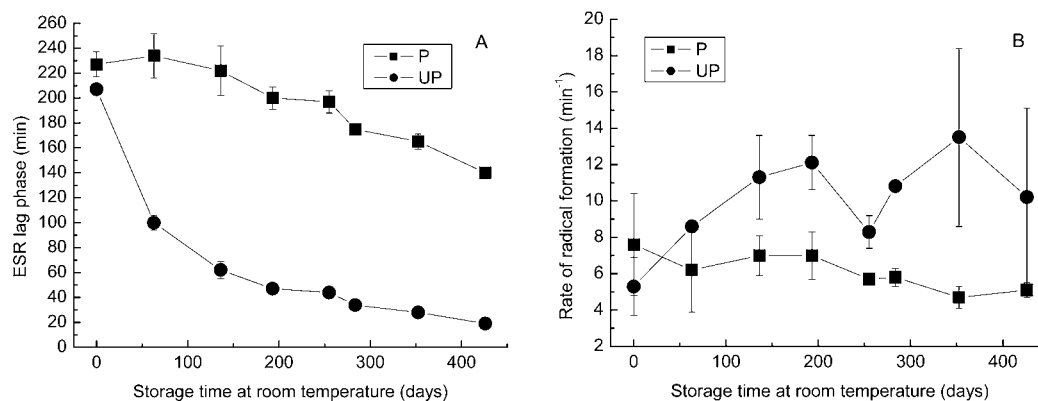 A
P
UP
260
240
220
200
180
160
140
120
100
80
60
40
20
0
ESR lag phase (min)
0 100 200 300 400
Storage time at room temperature (days)
B
P
UP
20
18
16
14
12
10
8
6
4
2
Rate of radical formation (min⁻¹)
0 100 200 300 400
Storage time at room temperature (days)